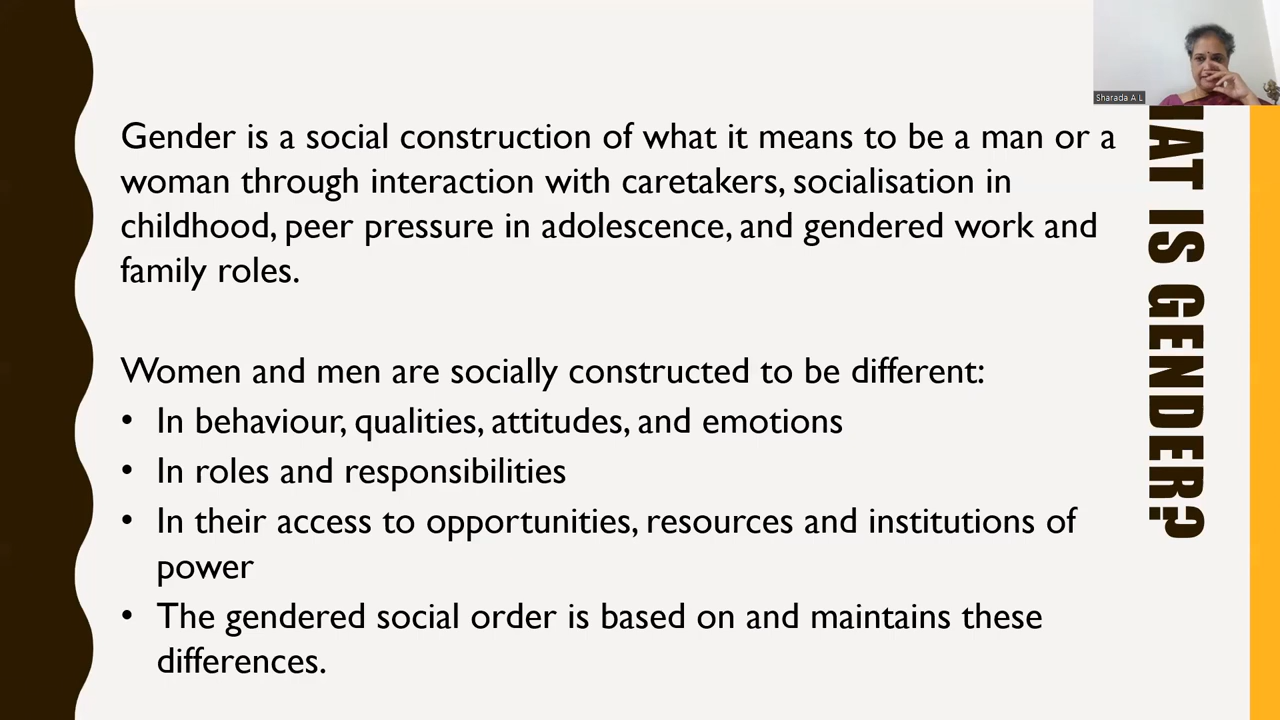 Sharada A L
Gender is a social construction of what it means to be a man or a
woman through interaction with caretakers, socialisation in
childhood, peer pressure in adolescence, and gendered work and
family roles.
Women and men are socially constructed to be different:
• In behaviour, qualities, attitudes, and emotions
• In roles and responsibilities
• In their access to opportunities, resources and institutions of
power
• The gendered social order is based on and maintains these
differences.
IS GENDER?